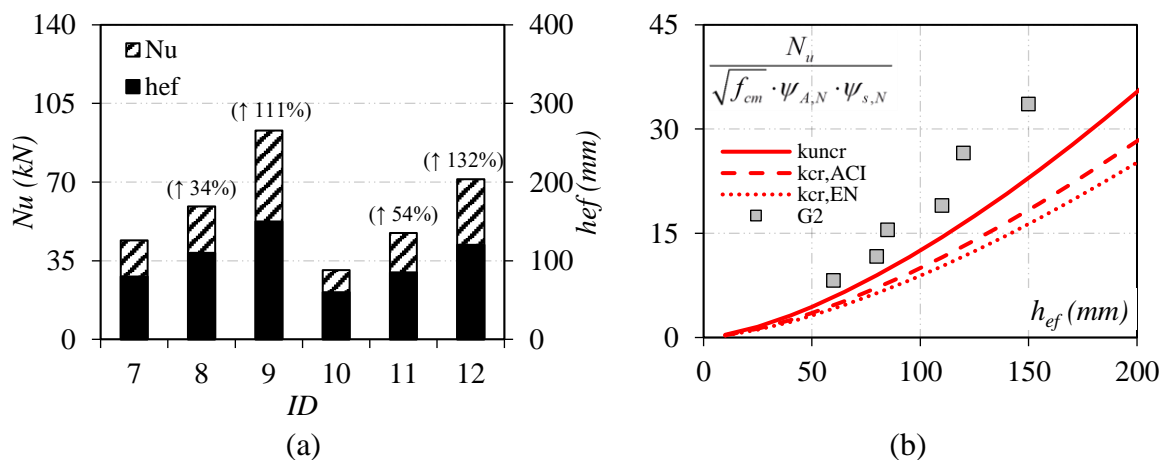 140
105
70
35
0
Nu (kN)
Nu
hef
(↑ 34%)
(↑ 111%)
(↑ 54%)
(↑ 132%)
400
300
200
100
0
hef (mm)
7 8 9 10 11 12
ID
(a)
45
30
15
0
N_u
√f_cm · ψ_A,N · ψ_s,N
kuncr
kcr,ACI
kcr,EN
G2
h_ef (mm)
0 50 100 150 200
(b)